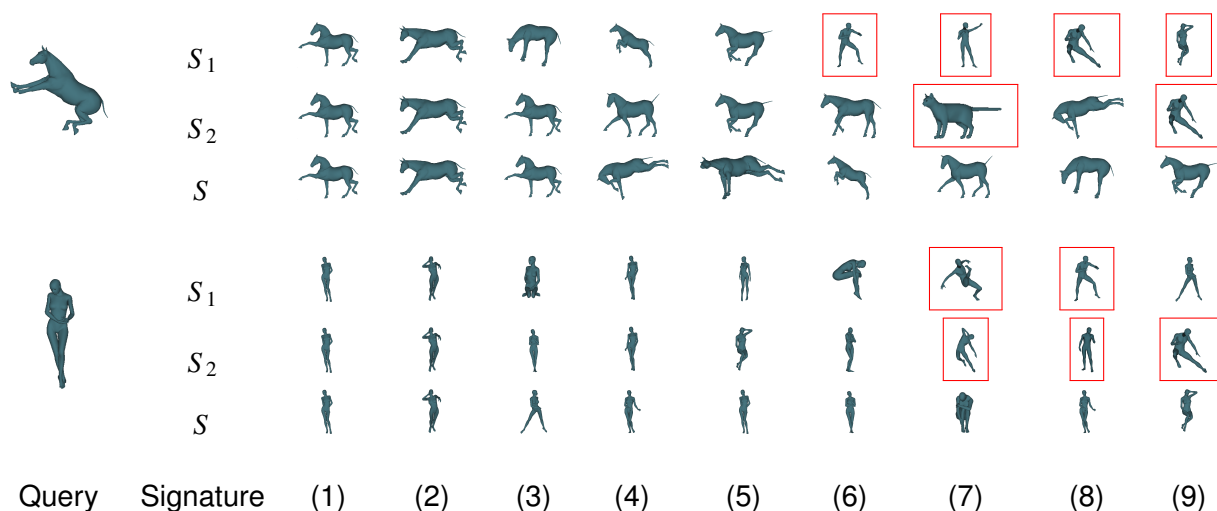 S1
S2
S
S1
S2
S
Query Signature (1) (2) (3) (4) (5) (6) (7) (8) (9)